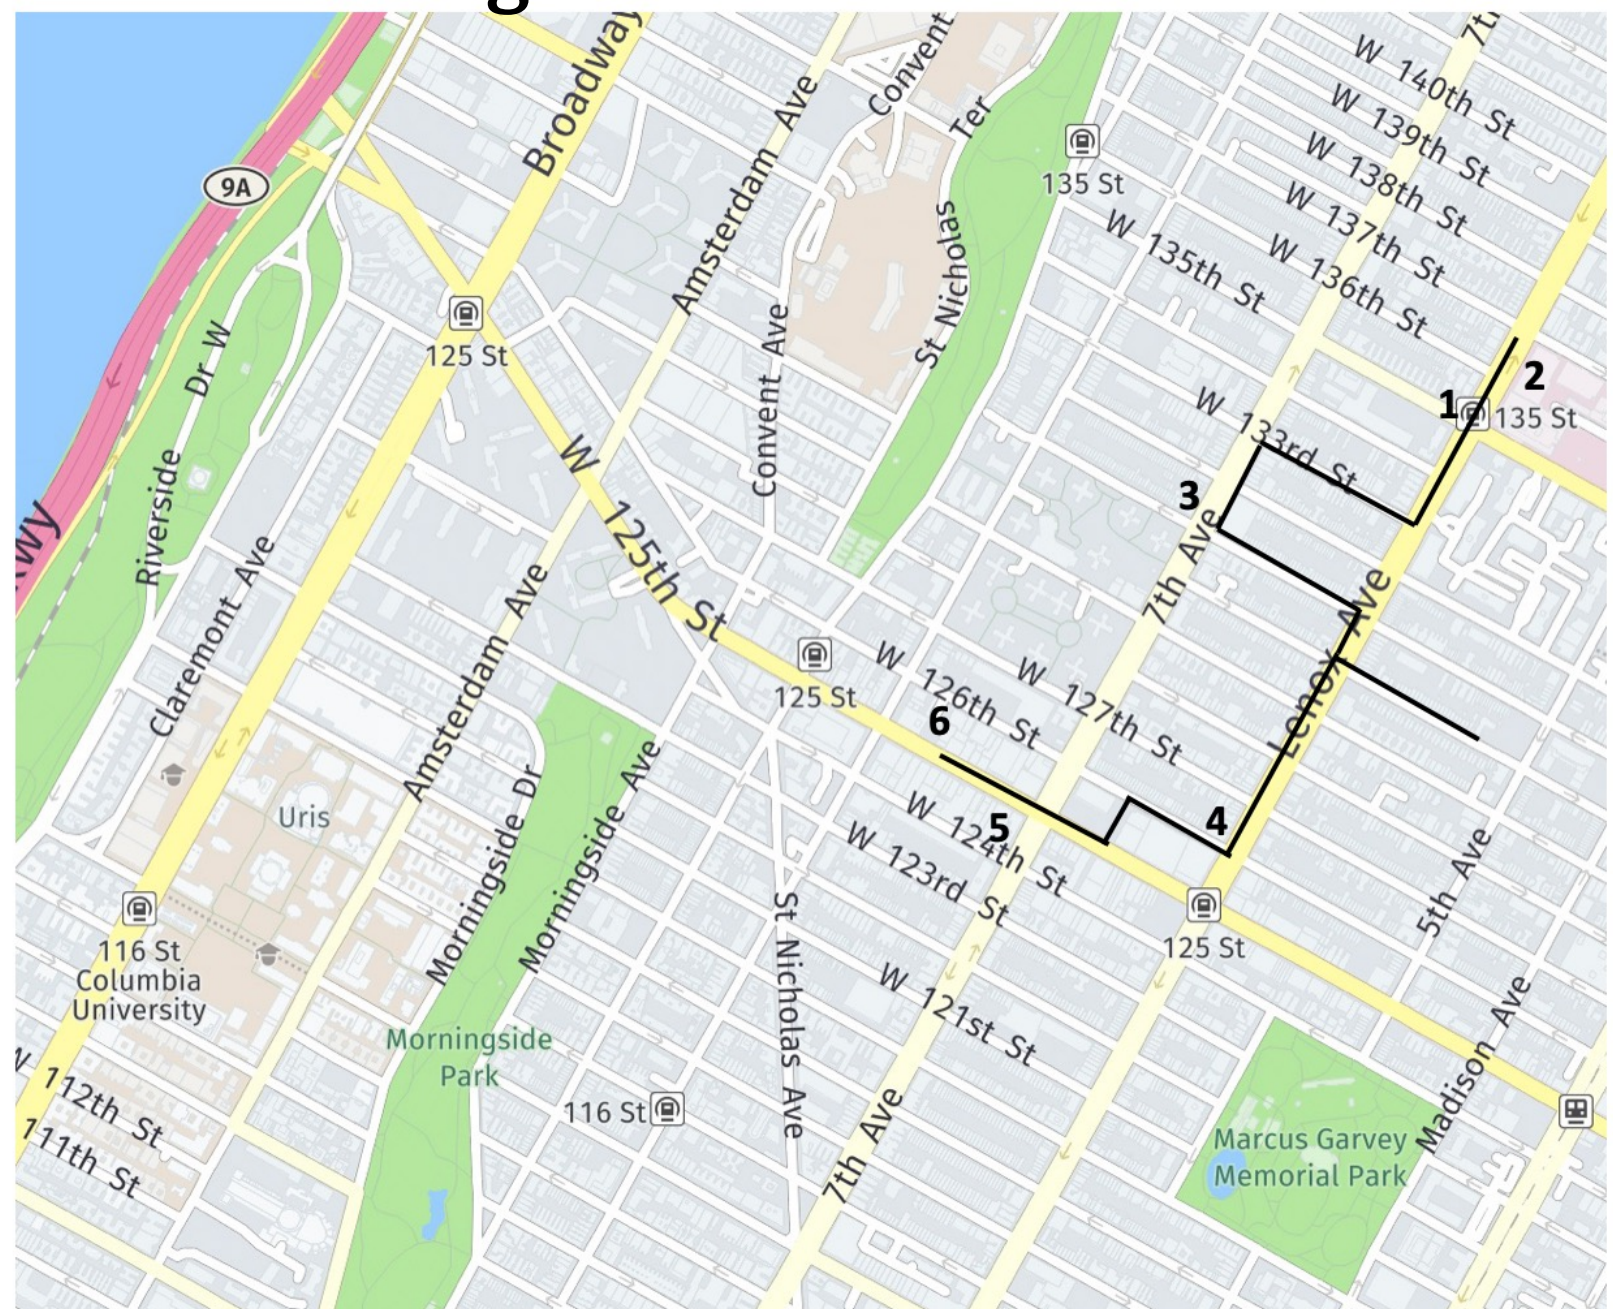 g
Broadway
Amsterdam Ave
Convent
Ter
7th
W 140th St
W 139th St
W 138th St
W 137th St
W 136th St
W 135th St
135 St
9A
St Nicholas
Convent Ave
125 St
Dr W
Riverside
kwy
Claremont Ave
W 125th St
W 133rd St
1
2
135 St
3
7th Ave
Lenox Ave
125 St
W 126th St
W 127th St
6
5
4
W 124th St
W 123rd St
W 121st St
Amsterdam Ave
Morningside Dr
Morningside Ave
Uris
116 St
Columbia
University
St Nicholas Ave
125 St
5th Ave
Madison Ave
Morningside
Park
116 St
7th Ave
Marcus Garvey
Memorial Park
W 112th St
111th St